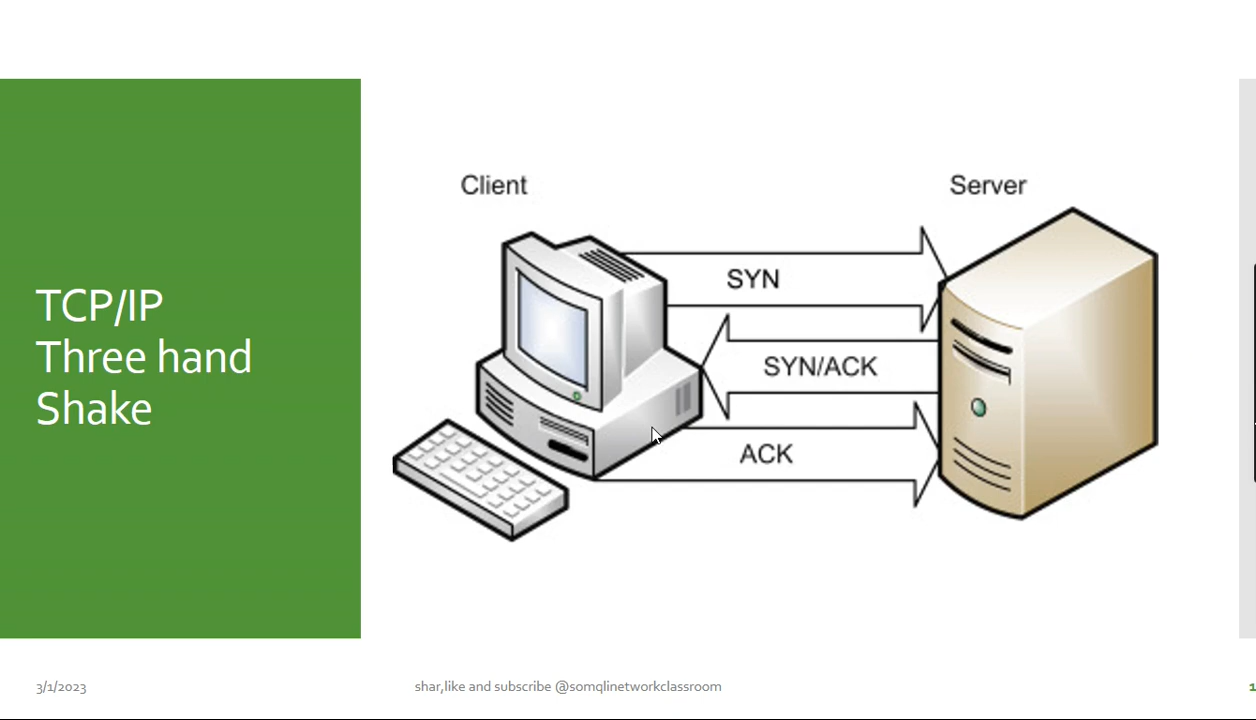 TCP/IP
Three hand
Shake
Client
Server
SYN
SYN/ACK
ACK
3/1/2023
shar,like and subscribe @somqlinetworkclassroom
1